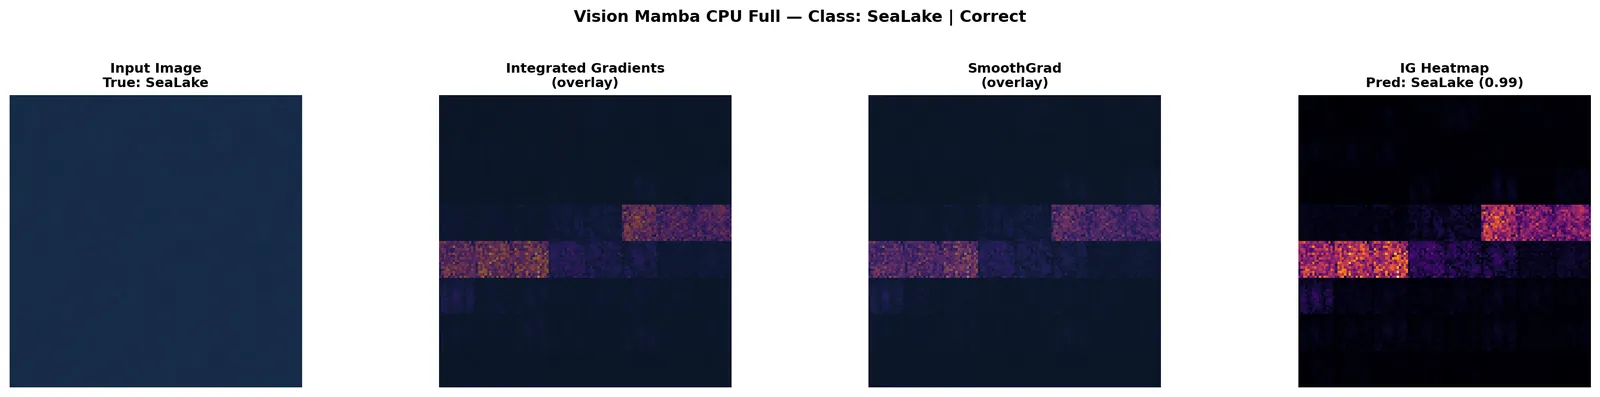 Vision Mamba CPU Full — Class: SeaLake | Correct
Input Image
True: SeaLake
Integrated Gradients
(overlay)
SmoothGrad
(overlay)
IG Heatmap
Pred: SeaLake (0.99)